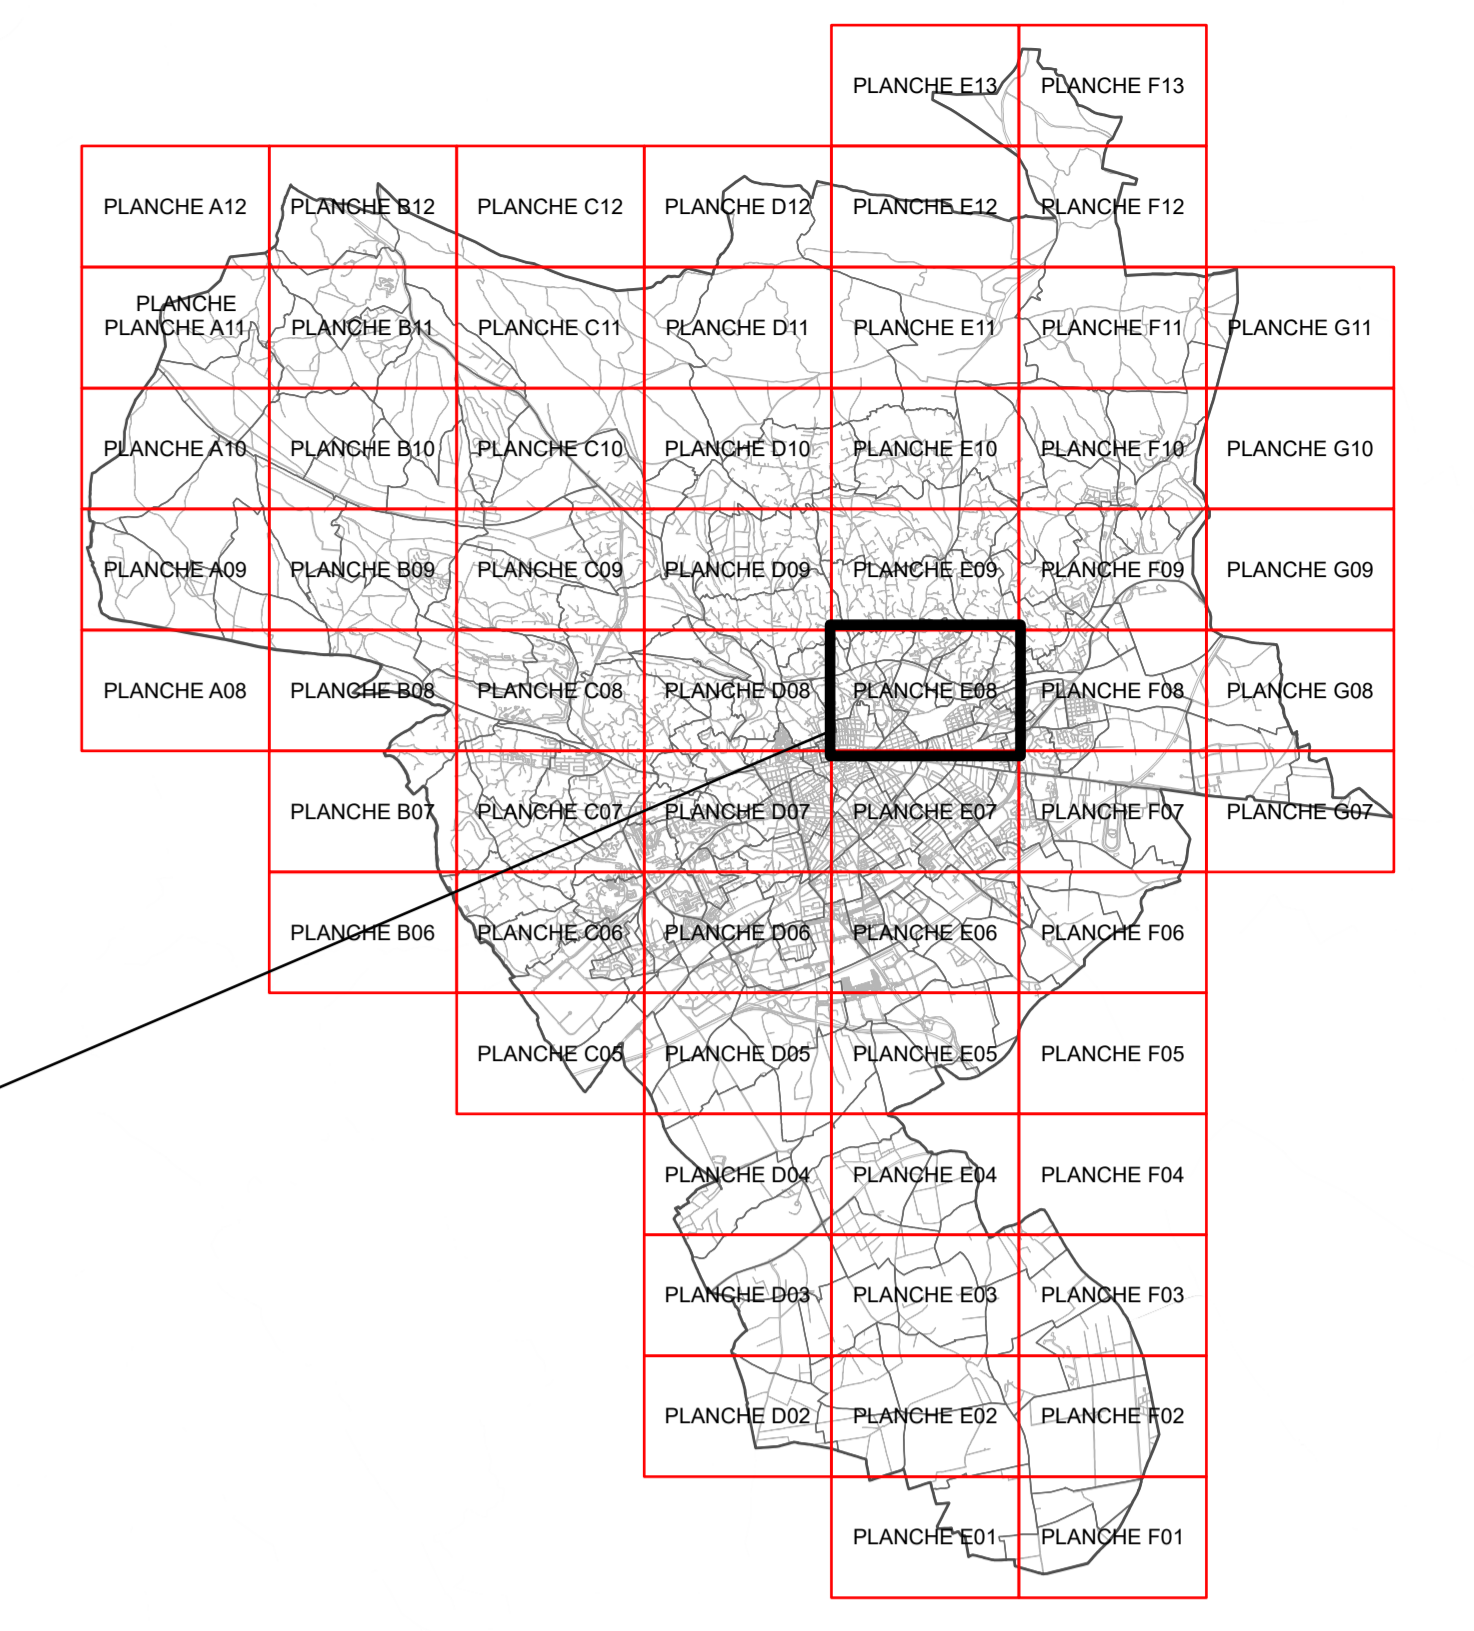 PLANCHE E13 PLANCHE F13
PLANCHE A12 PLANCHE B12 PLANCHE C12 PLANCHE D12 PLANCHE E12 PLANCHE F12
PLANCHE
PLANCHE A11 PLANCHE B11 PLANCHE C11 PLANCHE D11 PLANCHE E11 PLANCHE F11 PLANCHE G11
PLANCHE A10 PLANCHE B10 PLANCHE C10 PLANCHE D10 PLANCHE E10 PLANCHE F10 PLANCHE G10
PLANCHE A09 PLANCHE B09 PLANCHE C09 PLANCHE D09 PLANCHE E09 PLANCHE F09 PLANCHE G09
PLANCHE A08 PLANCHE B08 PLANCHE C08 PLANCHE D08 PLANCHE E08 PLANCHE F08 PLANCHE G08
PLANCHE B07 PLANCHE C07 PLANCHE D07 PLANCHE E07 PLANCHE F07 PLANCHE G07
PLANCHE B06 PLANCHE C06 PLANCHE D06 PLANCHE E06 PLANCHE F06
PLANCHE C05 PLANCHE D05 PLANCHE E05 PLANCHE F05
PLANCHE D04 PLANCHE E04 PLANCHE F04
PLANCHE D03 PLANCHE E03 PLANCHE F03
PLANCHE D02 PLANCHE E02 PLANCHE F02
PLANCHE E01 PLANCHE F01